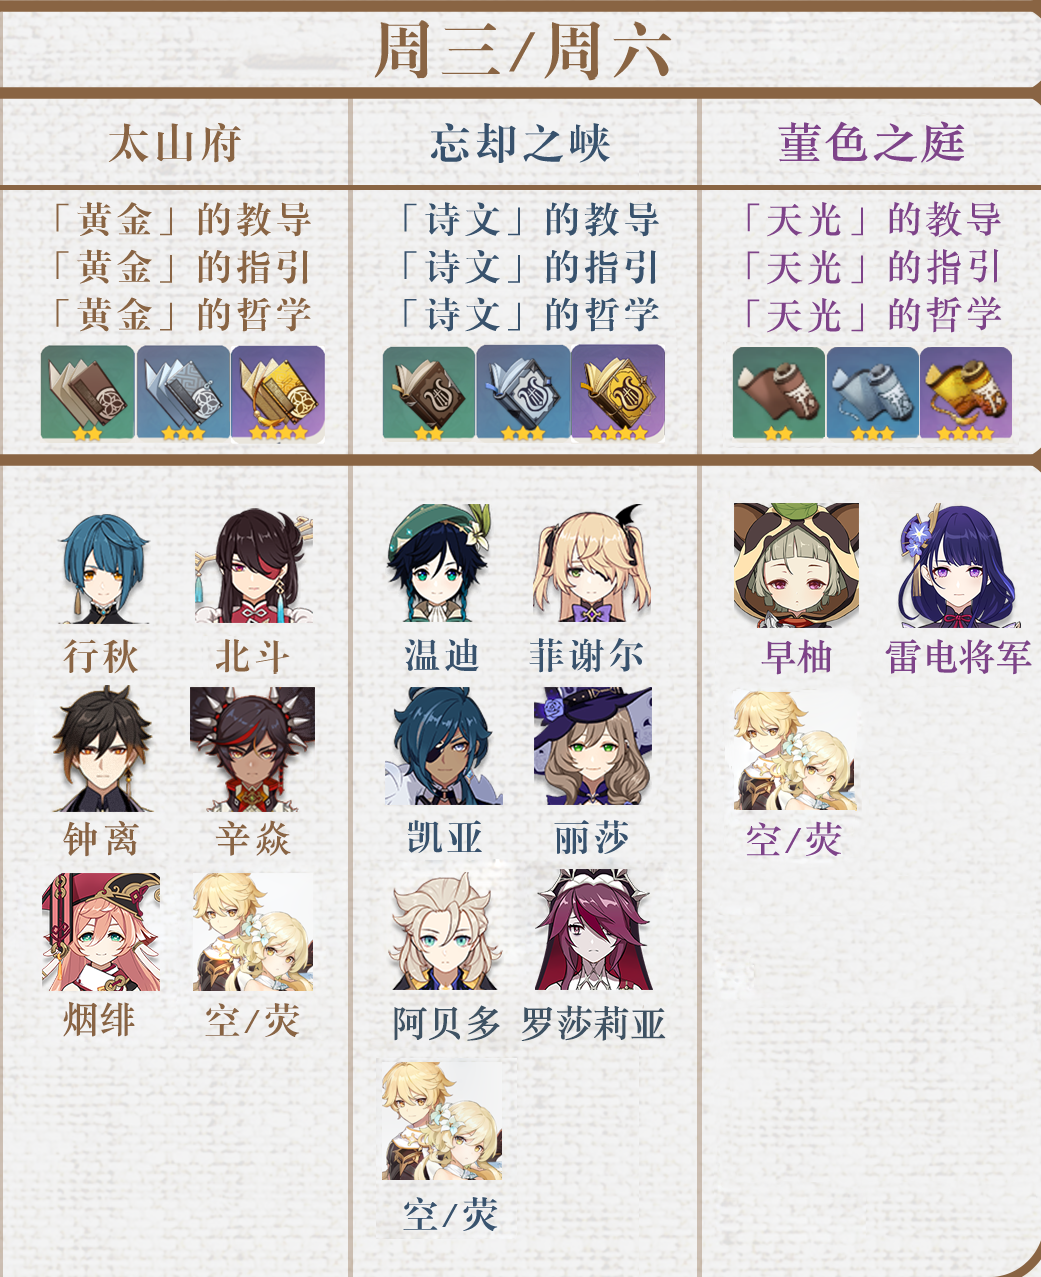 周三/周六
太山府
忘却之峡
菫色之庭
「黄金」的教导
「黄金」的指引
「黄金」的哲学
「诗文」的教导
「诗文」的指引
「诗文」的哲学
「天光」的教导
「天光」的指引
「天光」的哲学
行秋
北斗
钟离
辛焱
烟绯
空/荧
温迪
菲谢尔
凯亚
丽莎
阿贝多
罗莎莉亚
空/荧
早柚
雷电将军
空/荧